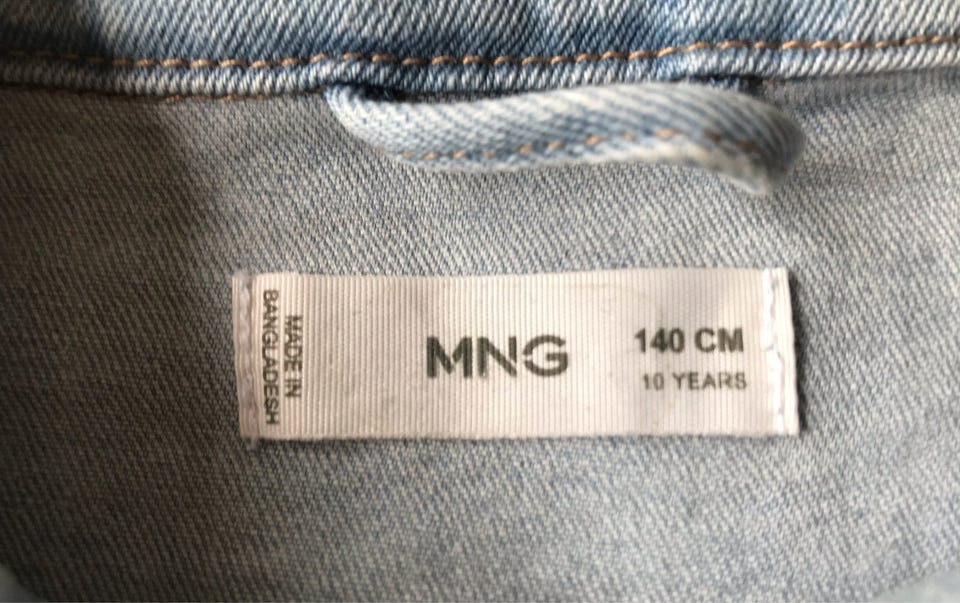 MADE IN
BANGLADESH
MNG
140 CM
10 YEARS